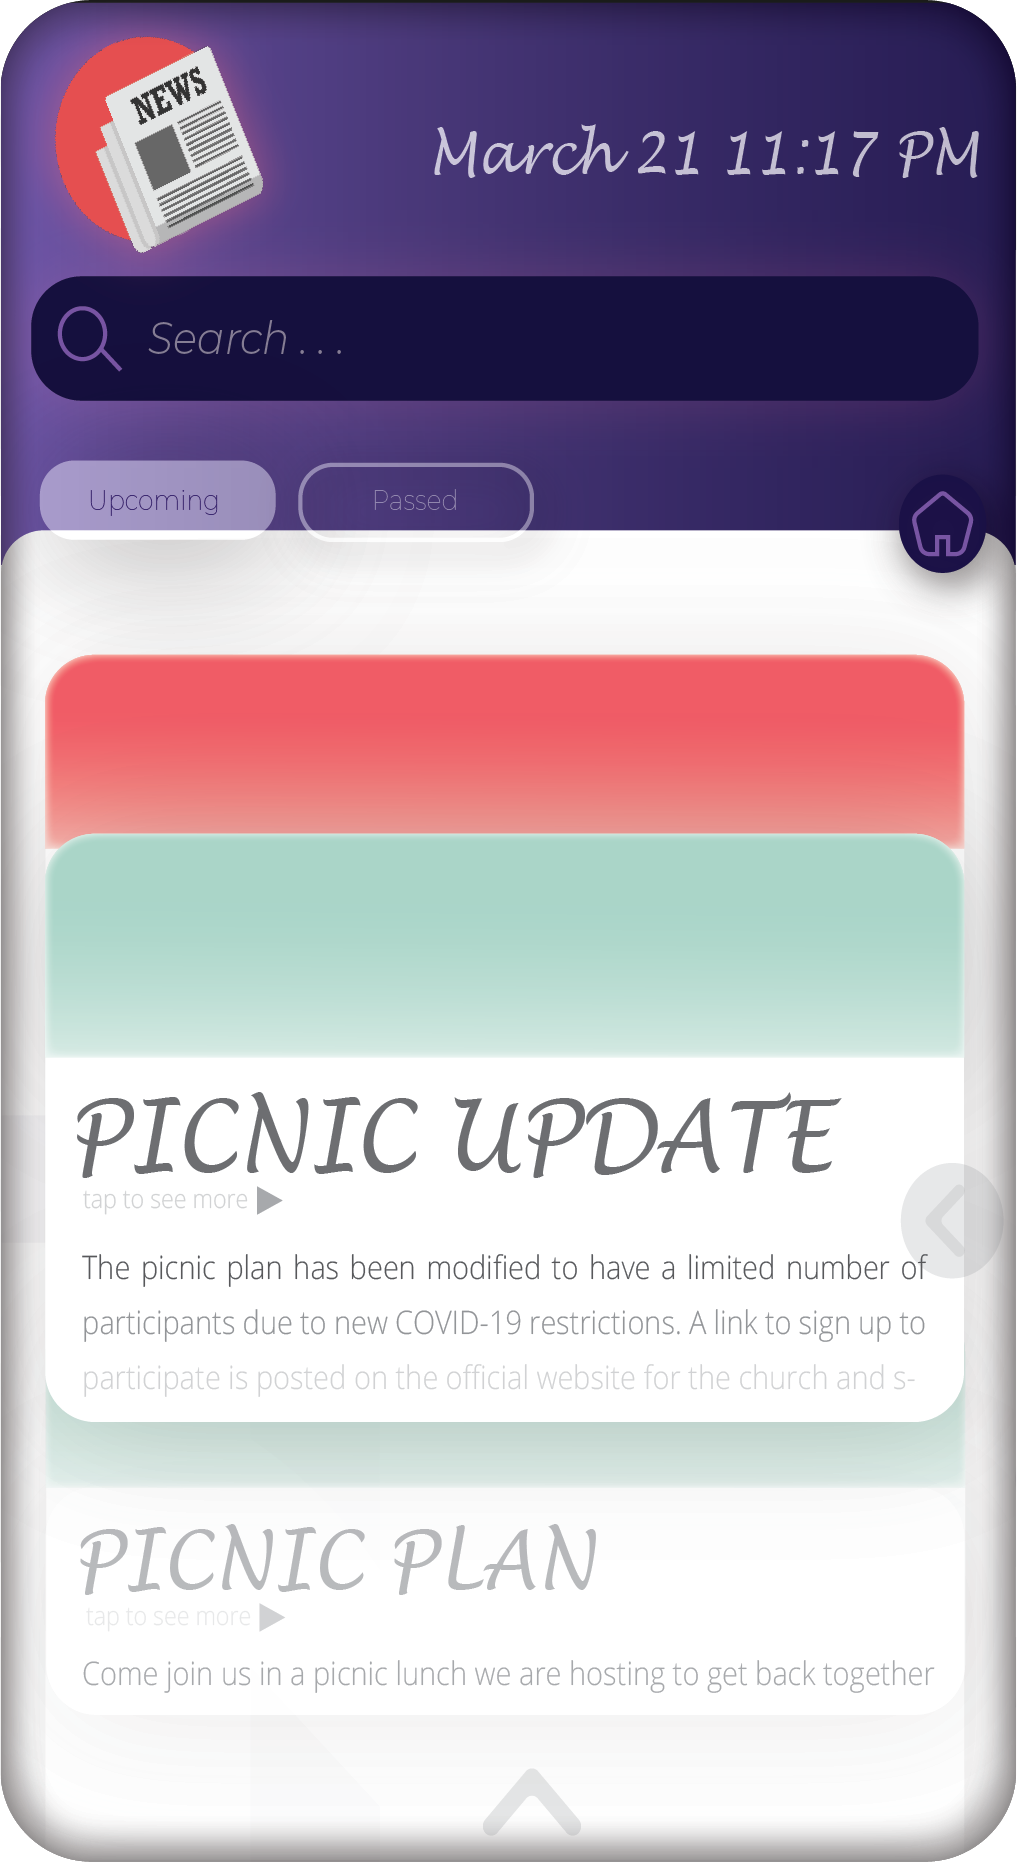 NEWS
March 21 11:17 PM
Search . . .
Upcoming
Passed
PICNIC UPDATE
tap to see more
The picnic plan has been modified to have a limited number of
participants due to new COVID-19 restrictions. A link to sign up to
participate is posted on the official website for the church and s-
PICNIC PLAN
tap to see more
Come join us in a picnic lunch we are hosting to get back together